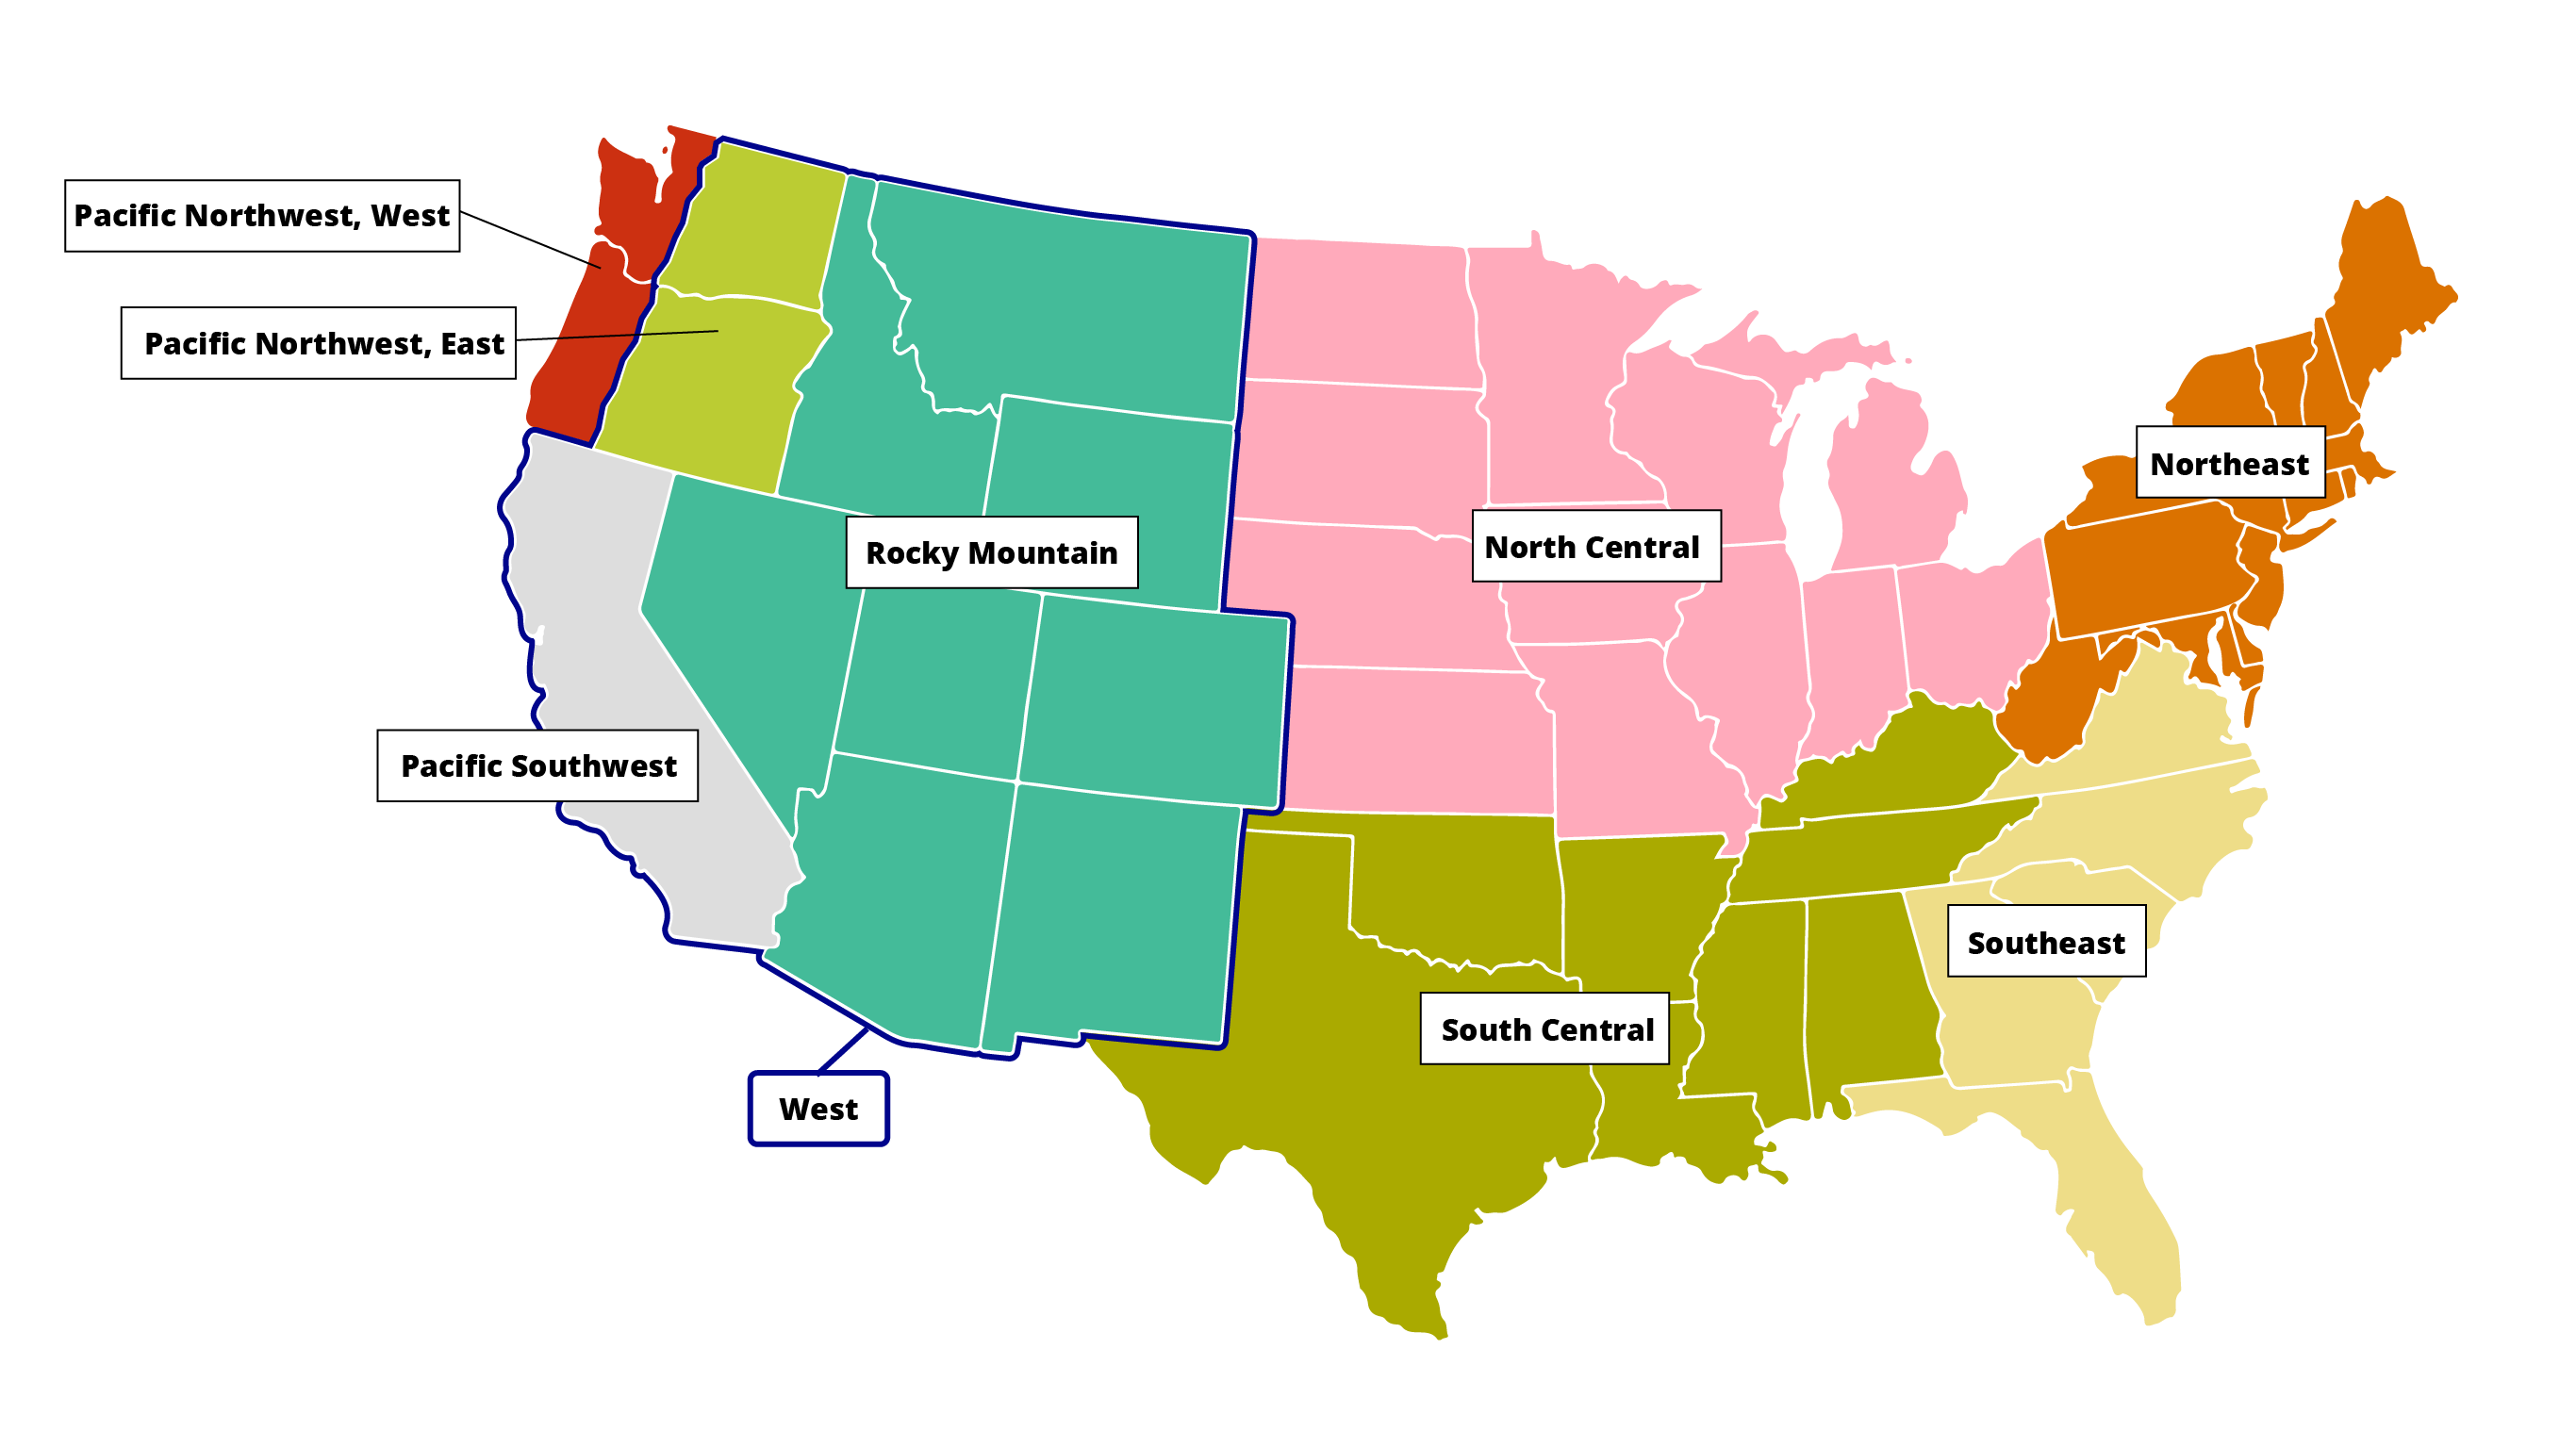 Pacific Northwest, West
Pacific Northwest, East
Northeast
Rocky Mountain
North Central
Pacific Southwest
Southeast
South Central
West